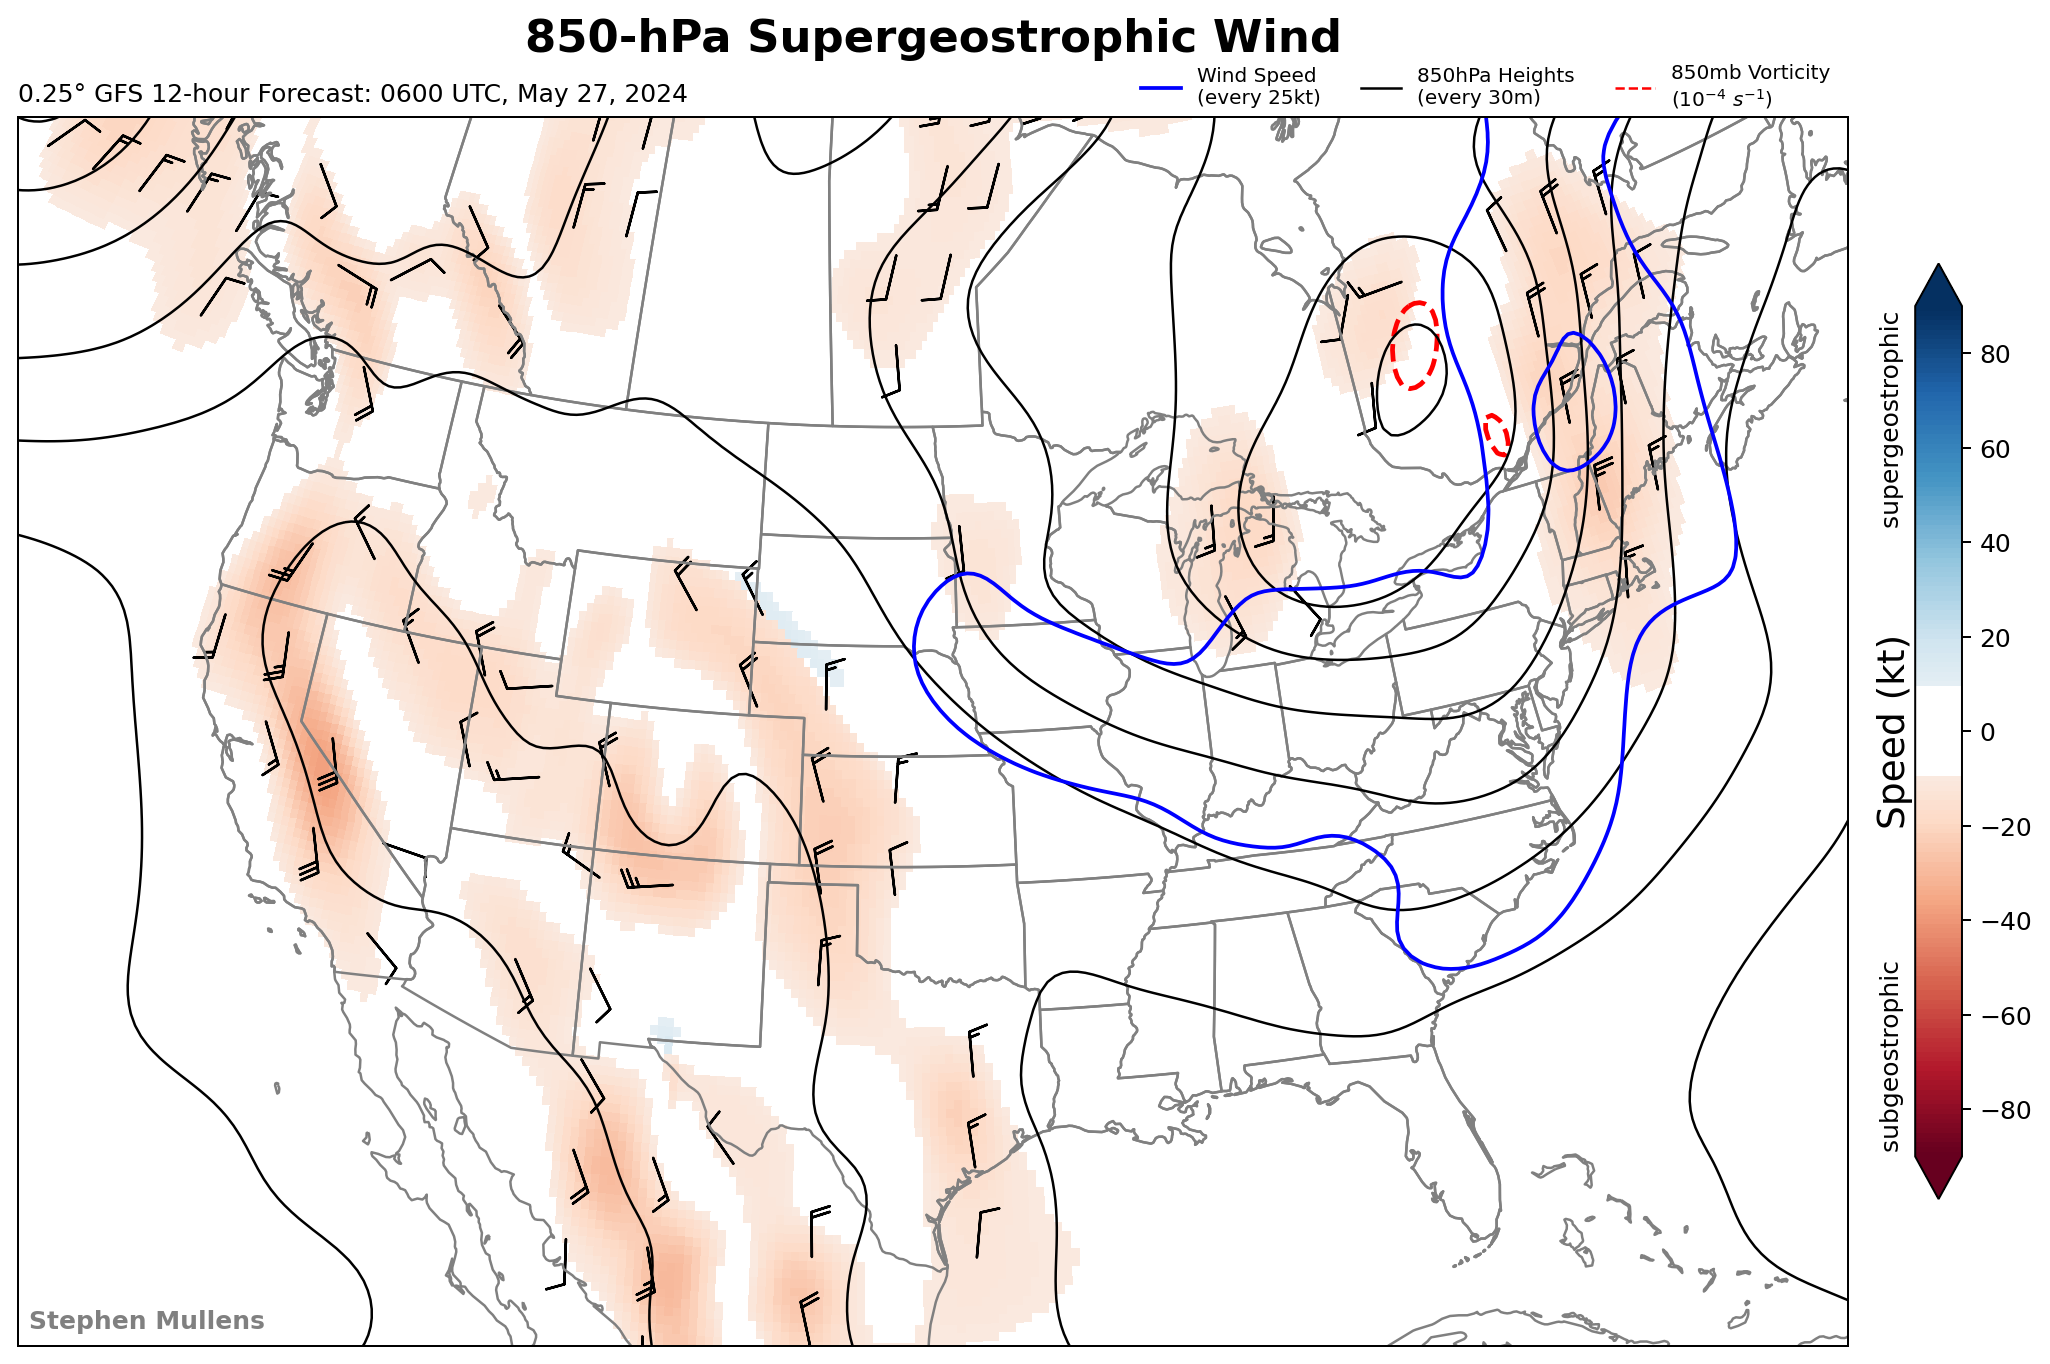 850-hPa Supergeostrophic Wind
0.25° GFS 12-hour Forecast: 0600 UTC, May 27, 2024
Wind Speed
(every 25kt)
850hPa Heights
(every 30m)
850mb Vorticity
(10⁻⁴ s⁻¹)
supergeostrophic
Speed (kt)
subgeostrophic
80
60
40
20
0
−20
−40
−60
−80
Stephen Mullens